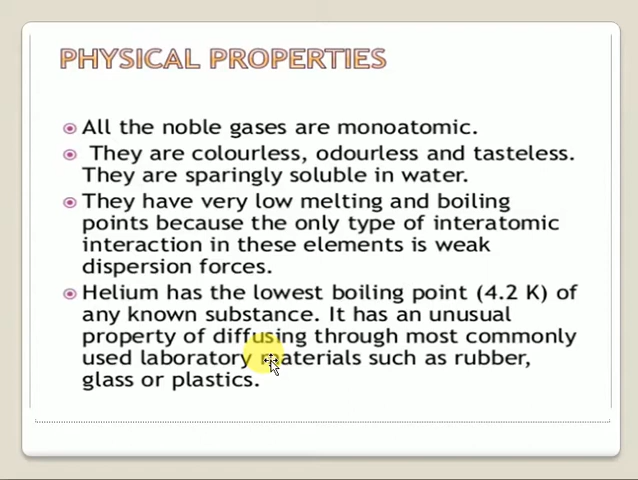 PHYSICAL PROPERTIES
All the noble gases are monoatomic.
They are colourless, odourless and tasteless.
They are sparingly soluble in water.
They have very low melting and boiling
points because the only type of interatomic
interaction in these elements is weak
dispersion forces.
Helium has the lowest boiling point (4.2 K) of
any known substance. It has an unusual
property of diffusing through most commonly
used laboratory materials such as rubber,
glass or plastics.